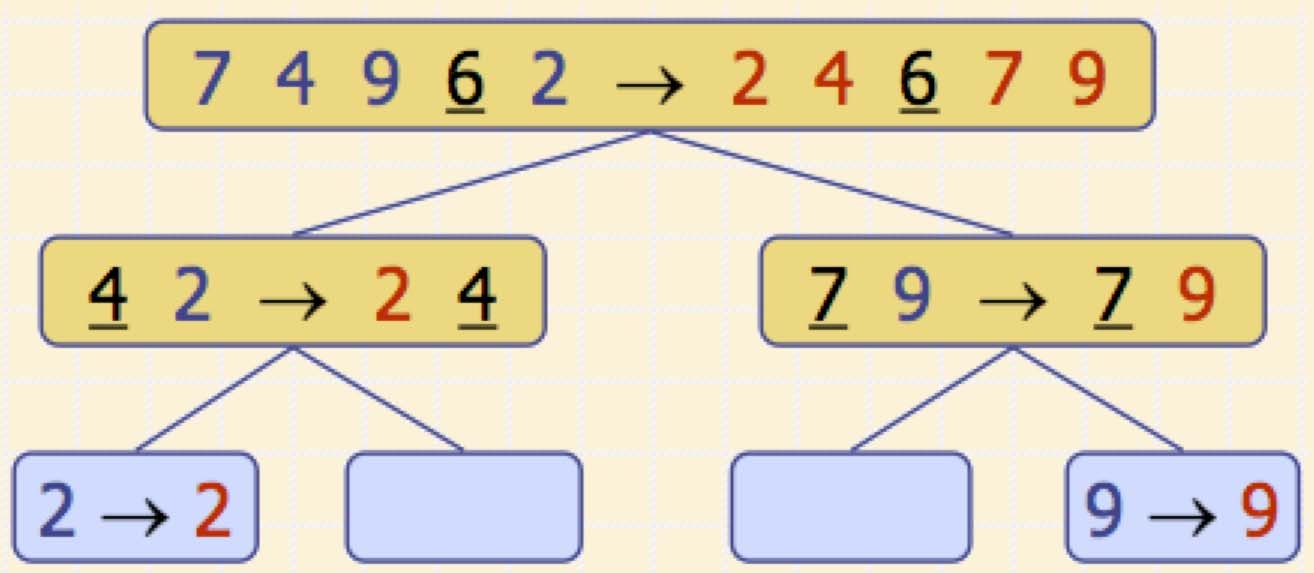 7 4 9 6 2 → 2 4 6 7 9
4 2 → 2 4
7 9 → 7 9
2 → 2
9 → 9